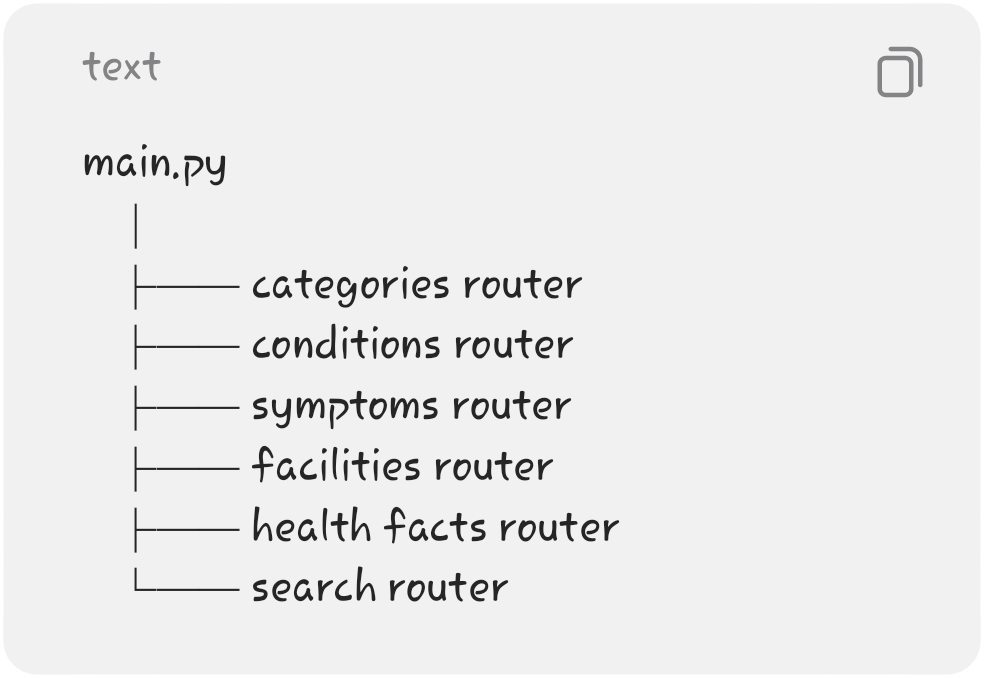 text
main.py
│
├──── categories router
├──── conditions router
├──── symptoms router
├──── facilities router
├──── health facts router
└──── search router